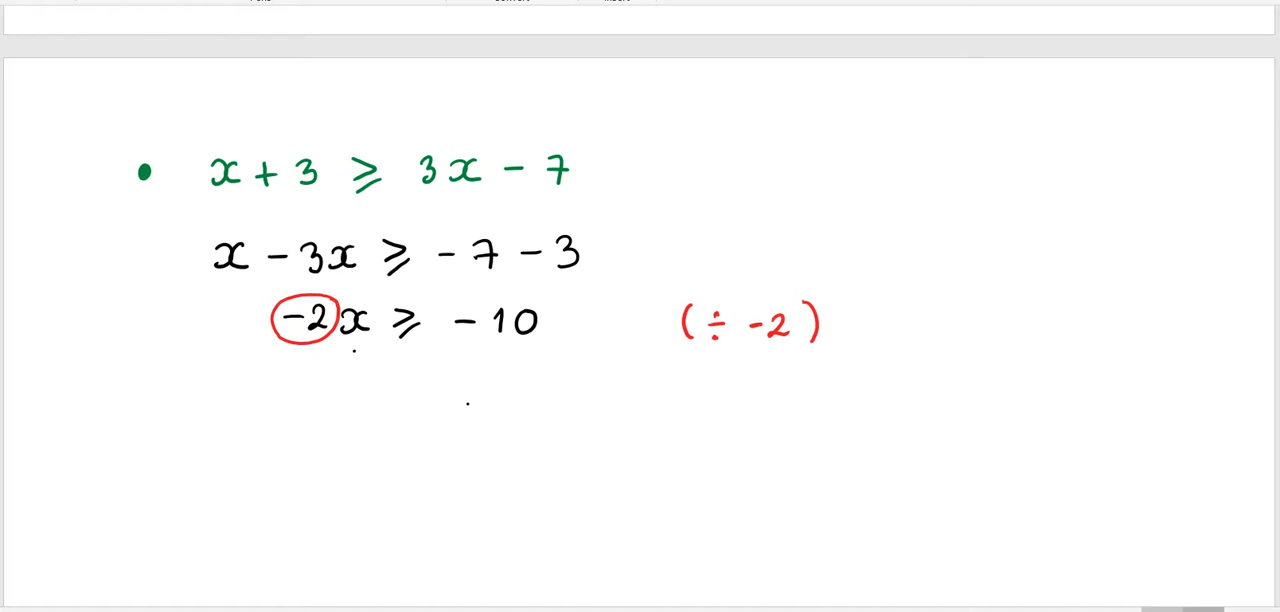 • x + 3 ⩾ 3x - 7
x - 3x ⩾ -7 - 3
-2x ⩾ -10 (÷ -2)